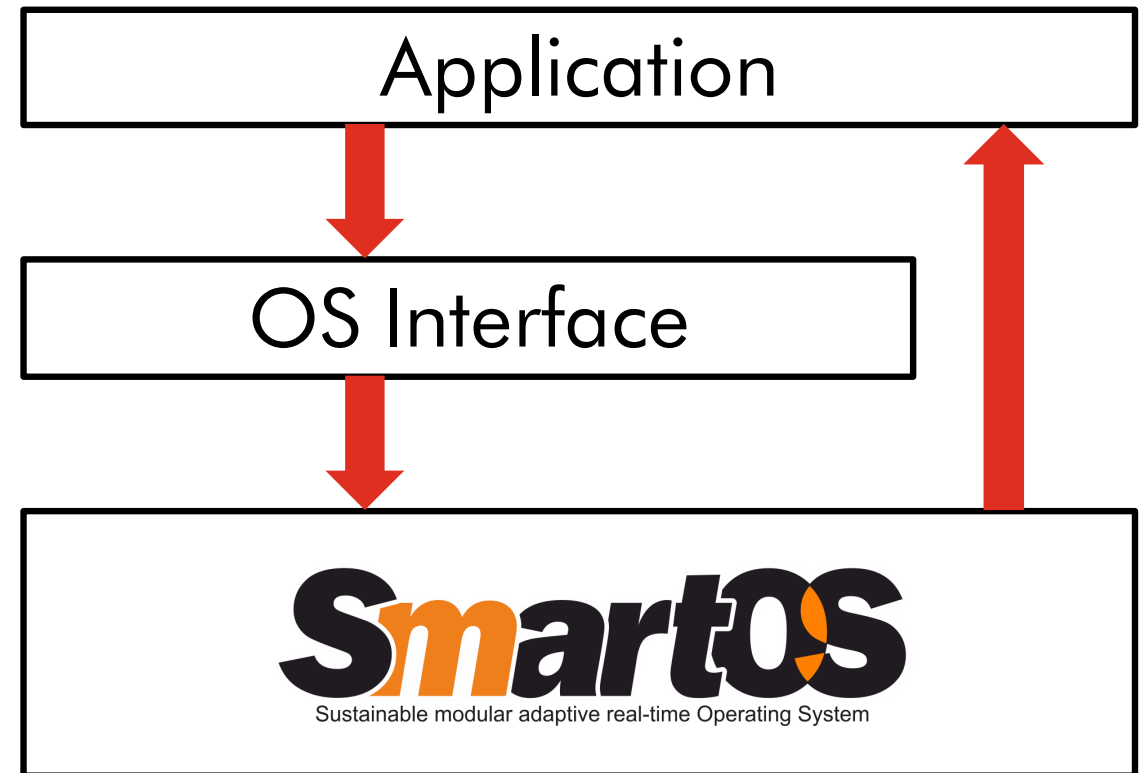 Application
OS Interface
SmartOS
Sustainable modular adaptive real-time Operating System